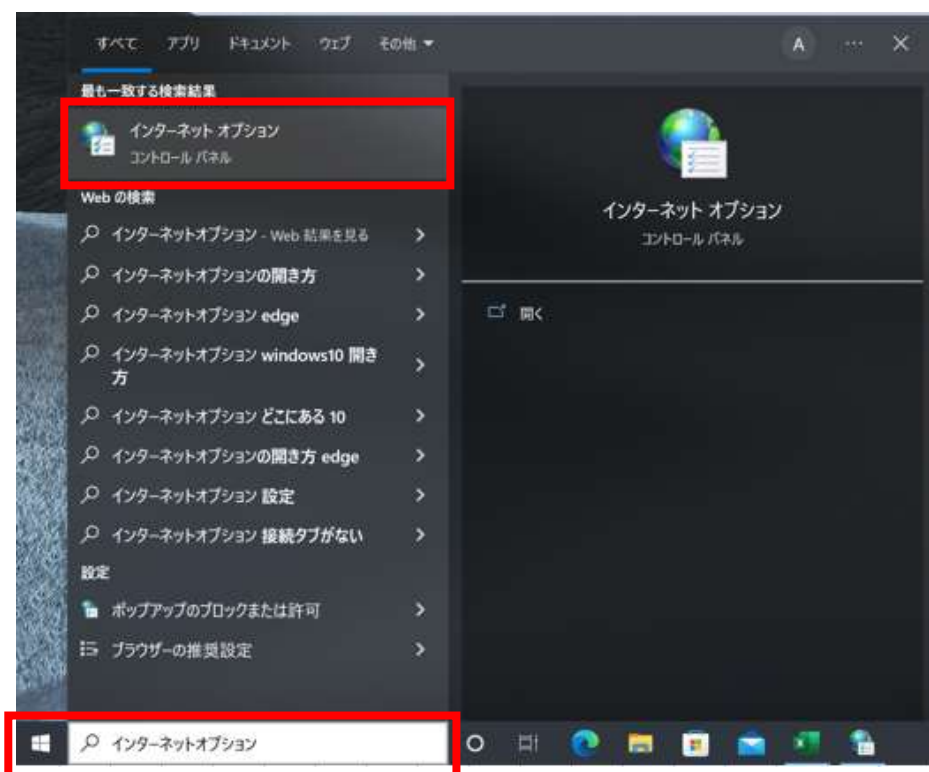 すべて アプリ ドキュメント ウェブ その他 ▼ A … ×
最も一致する検索結果
インターネット オプション
コントロール パネル
Web の検索
インターネットオプション - Web 結果を見る
インターネットオプションの開き方
インターネットオプション edge
インターネットオプション windows10 開き
方
インターネットオプション どこにある 10
インターネットオプションの開き方 edge
インターネットオプション 設定
インターネットオプション 接続タブがない
設定
ポップアップのブロックまたは許可
ブラウザーの推奨設定
インターネット オプション
コントロール パネル
開く
インターネットオプション